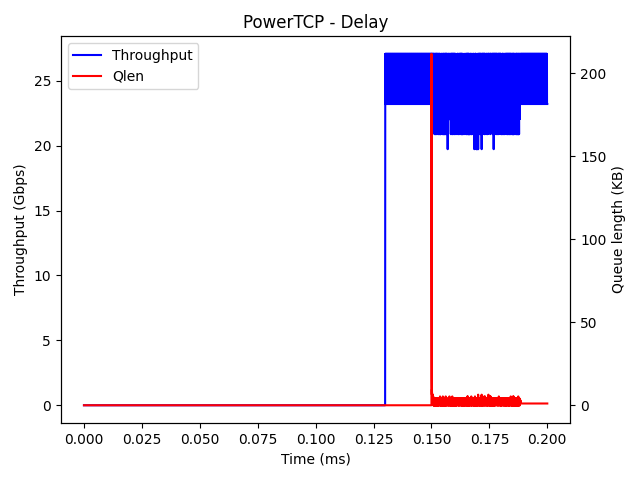 PowerTCP - Delay
Throughput
Qlen
Throughput (Gbps)
25
20
15
10
5
0
Queue length (KB)
200
150
100
50
0
0.000 0.025 0.050 0.075 0.100 0.125 0.150 0.175 0.200
Time (ms)